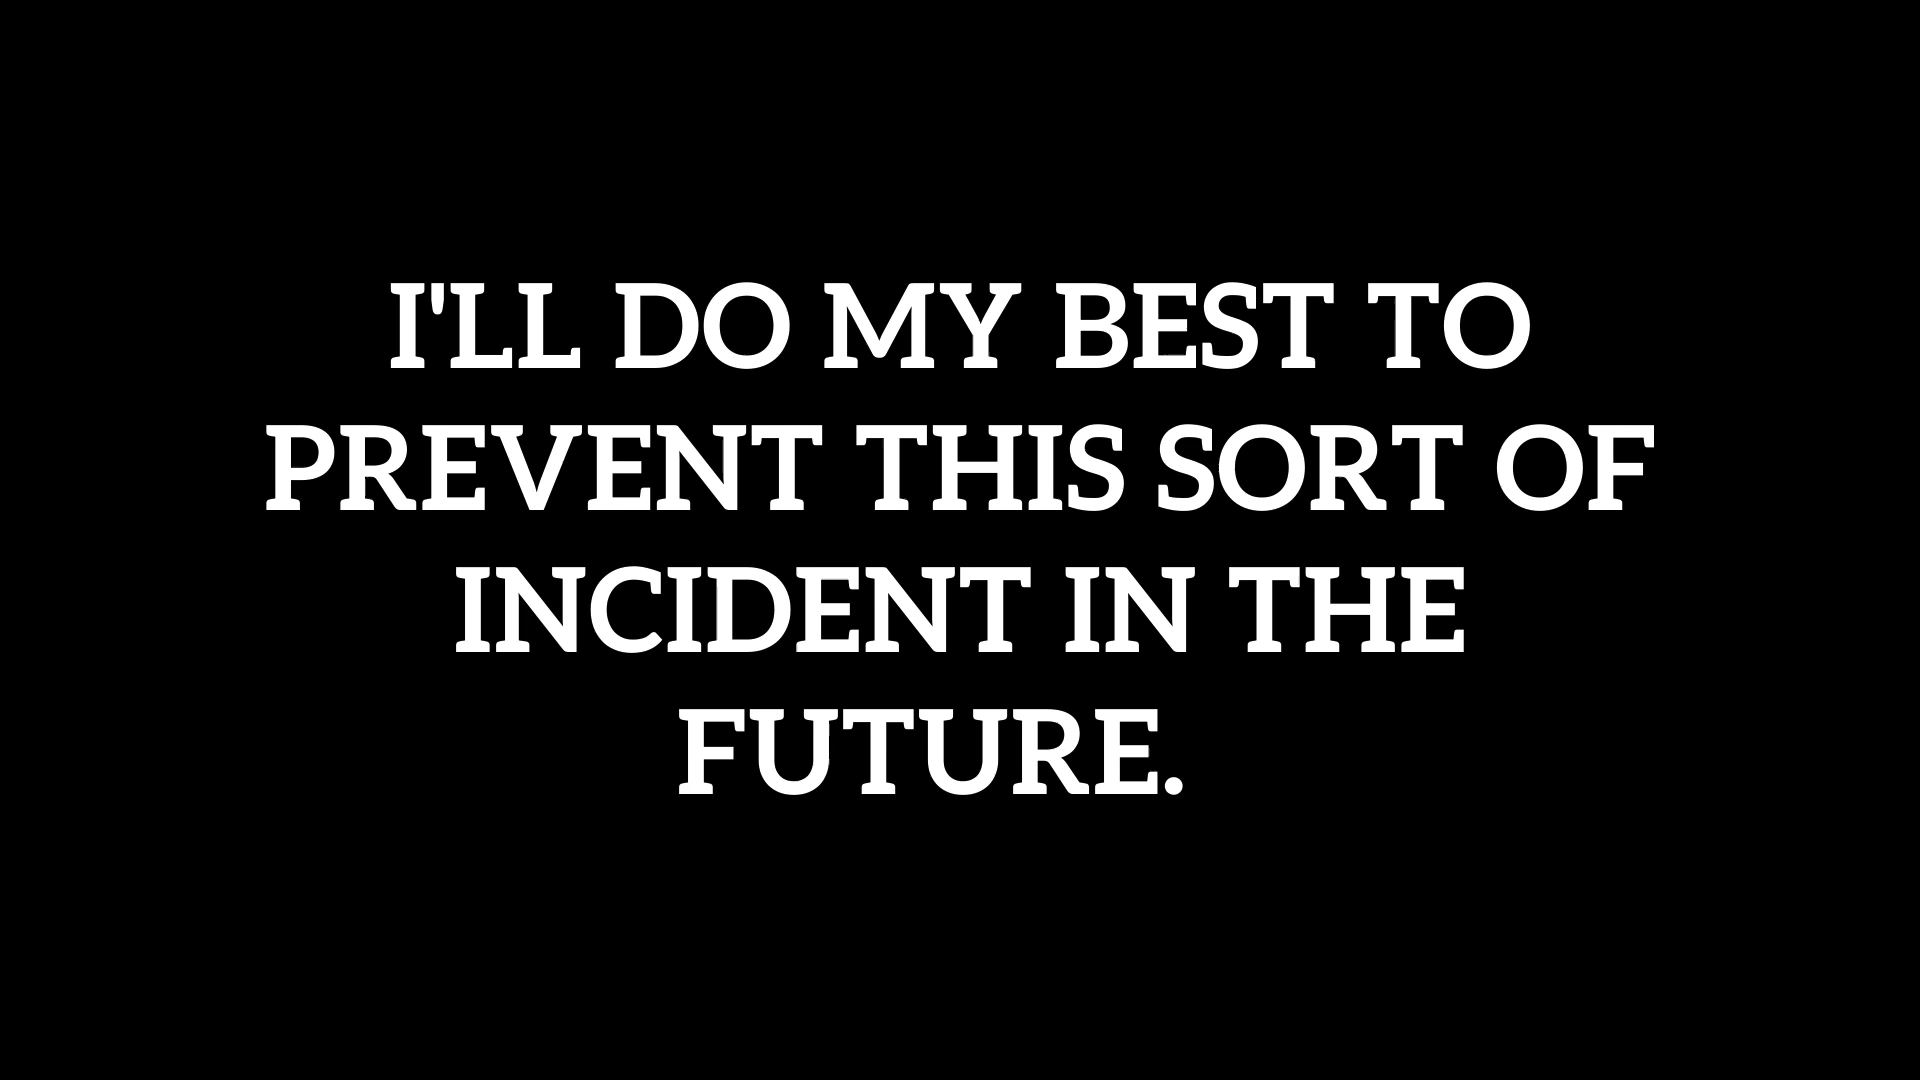 I'LL DO MY BEST TO
PREVENT THIS SORT OF
INCIDENT IN THE
FUTURE.